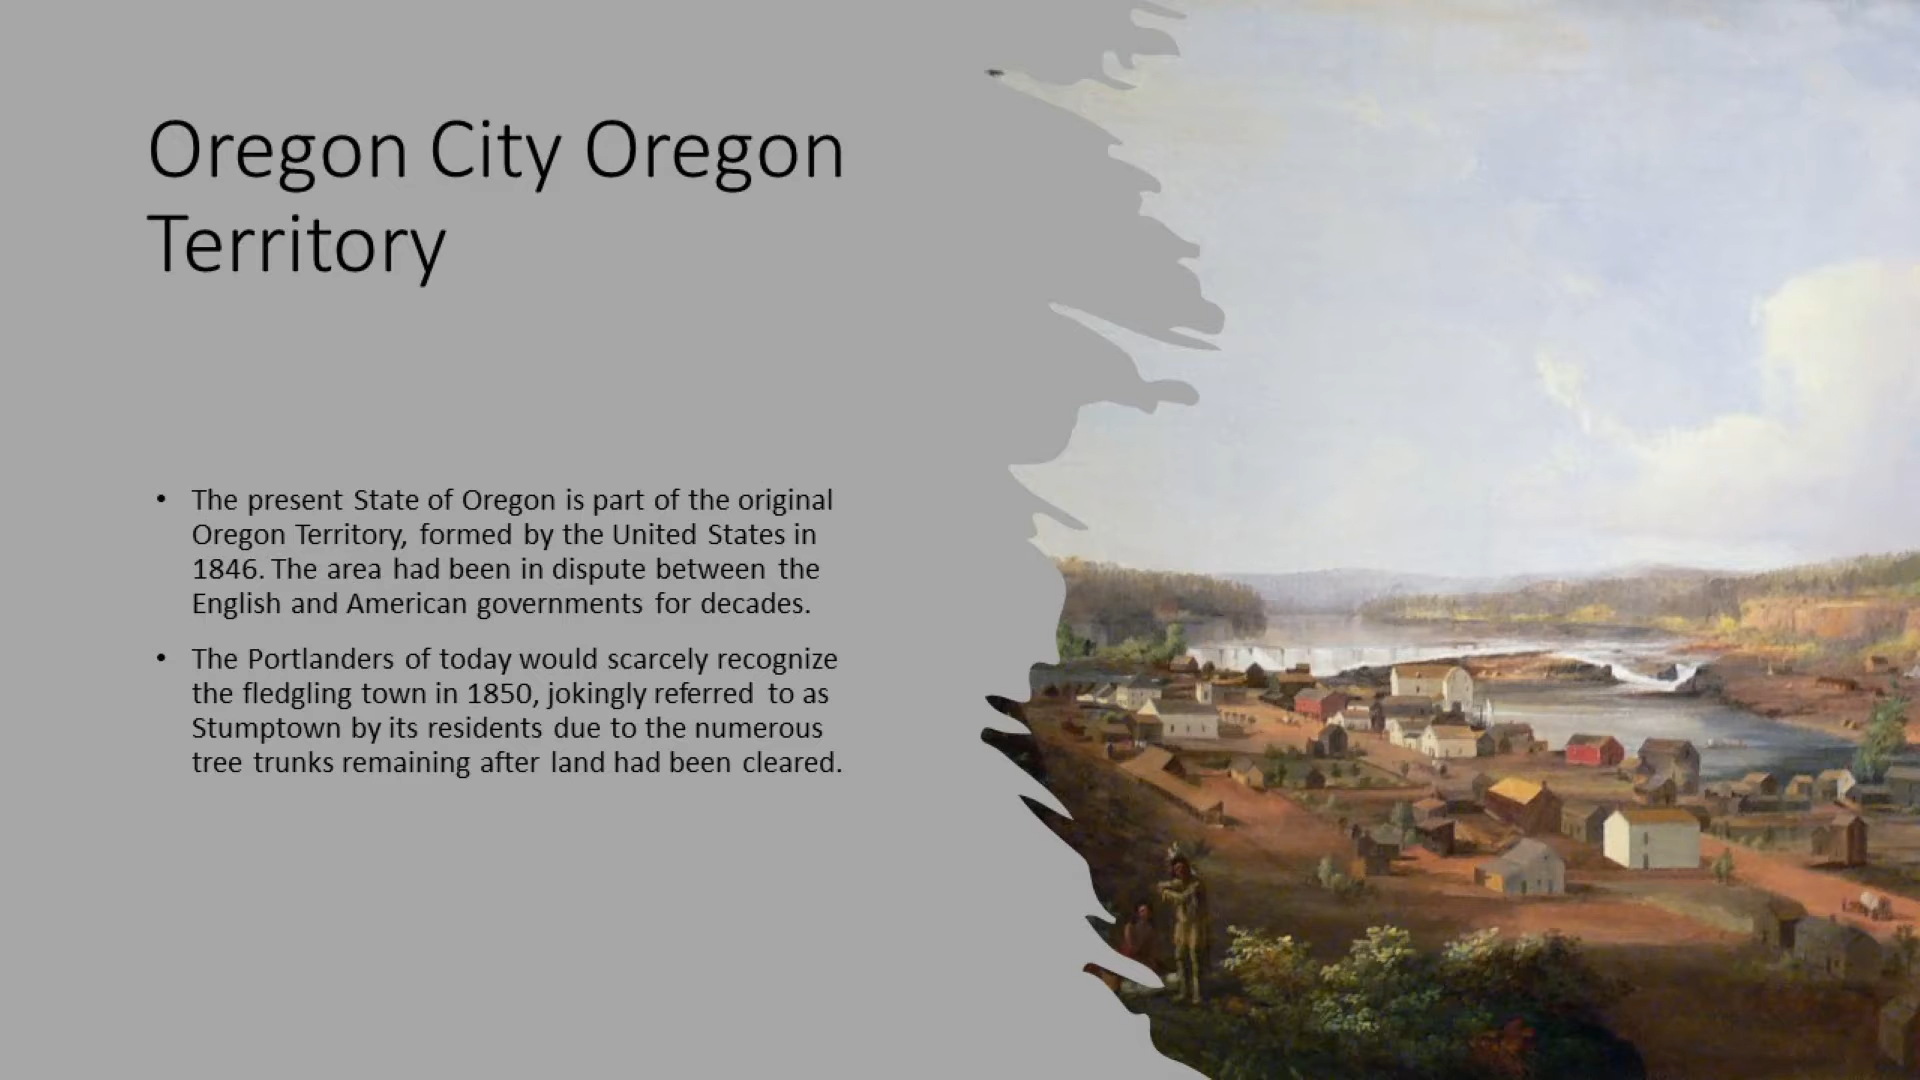 Oregon City Oregon
Territory
• The present State of Oregon is part of the original
Oregon Territory, formed by the United States in
1846. The area had been in dispute between the
English and American governments for decades.
• The Portlanders of today would scarcely recognize
the fledgling town in 1850, jokingly referred to as
Stumptown by its residents due to the numerous
tree trunks remaining after land had been cleared.